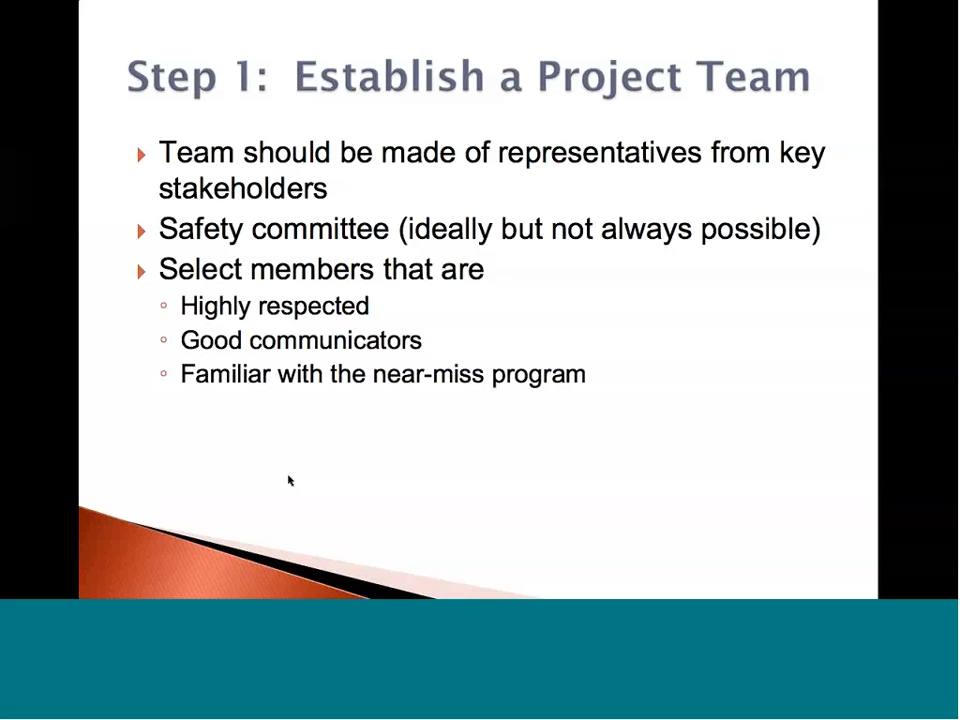 Step 1: Establish a Project Team
Team should be made of representatives from key
stakeholders
Safety committee (ideally but not always possible)
Select members that are
Highly respected
Good communicators
Familiar with the near-miss program